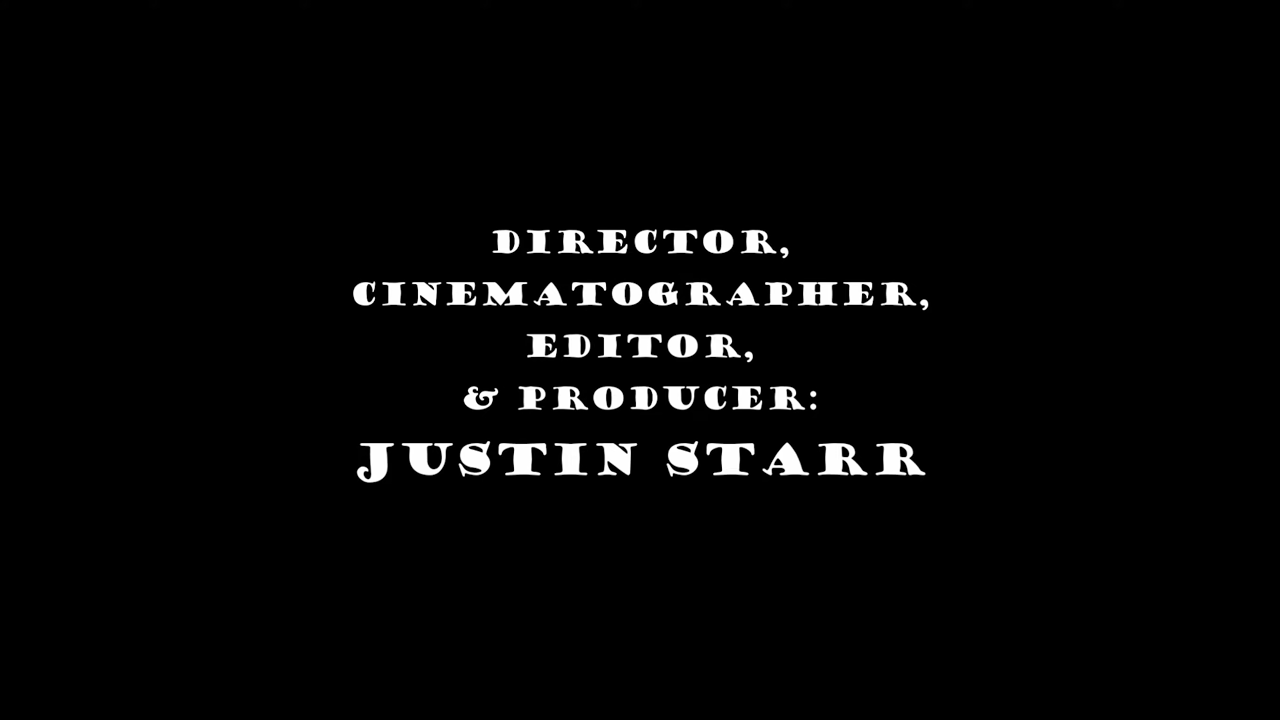 DIRECTOR,
CINEMATOGRAPHER,
EDITOR,
& PRODUCER:
JUSTIN STARR